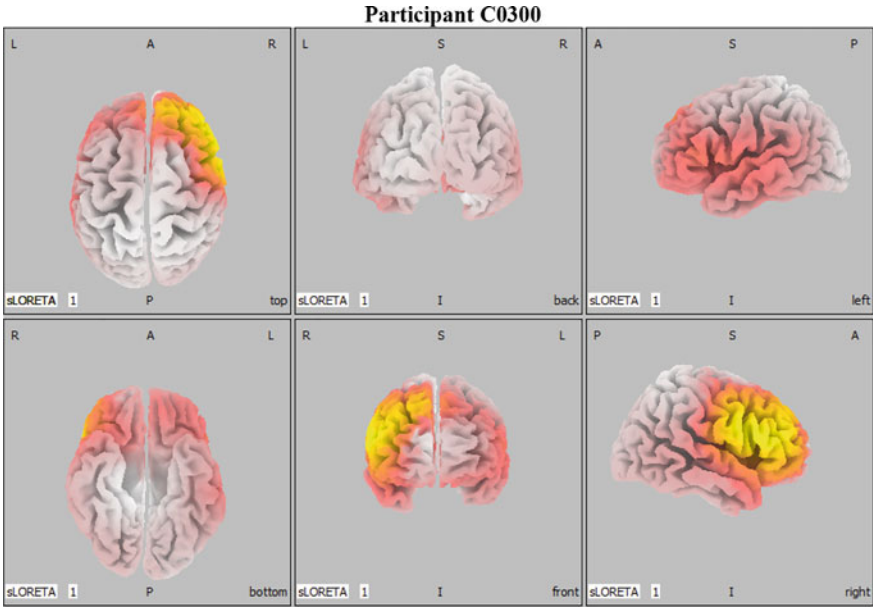 Participant C0300
L A R
sLORETA 1 P top
L S R
sLORETA 1 I back
A S P
sLORETA 1 I left
R A L
sLORETA 1 P bottom
R S L
sLORETA 1 I front
P S A
sLORETA 1 I right